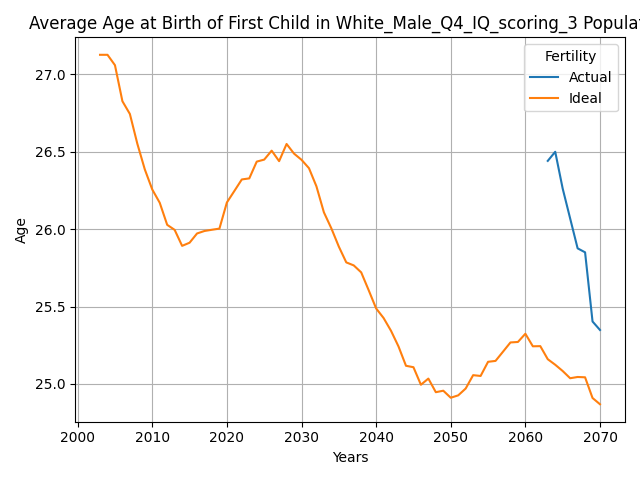 Average Age at Birth of First Child in White_Male_Q4_IQ_scoring_3 Popula
Fertility
Actual
Ideal
27.0
26.5
26.0
25.5
25.0
Age
2000 2010 2020 2030 2040 2050 2060 2070
Years